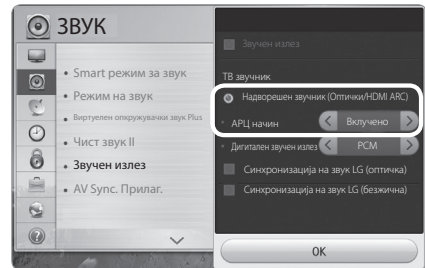 ЗВУК
• Smart режим за звук
• Режим на звук
• Виртуелен опкружувачки звук Plus
• Чист звук II
• Звучен излез
• AV Sync. Прилаг.
Звучен излез
ТВ звучник
Надворешен звучник (Оптички/HDMI ARC)
• АРЦ начин < Вклучено >
• Дигитален звучен излез < PCM >
Синхронизација на звук LG (оптичка)
Синхронизација на звук LG (безжична)
ОК